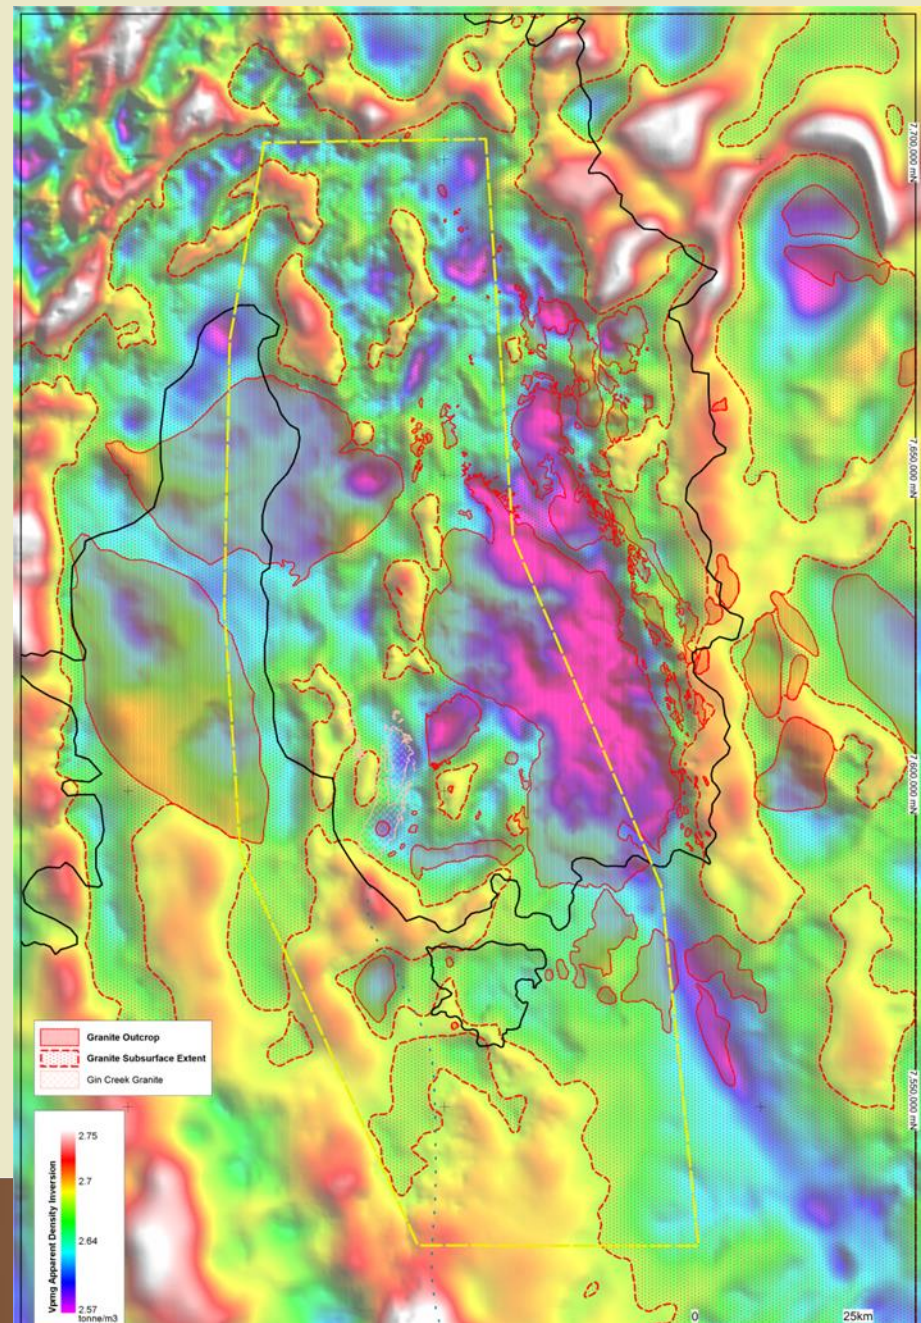 7,700,000 mN
7,650,000 mN
7,600,000 mN
7,550,000 mN
Granite Outcrop
Granite Subsurface Extent
Gin Creek Granite
Vpmg Apparent Density Inversion
2.75
2.7
2.64
2.57
tonne/m3
0 25km